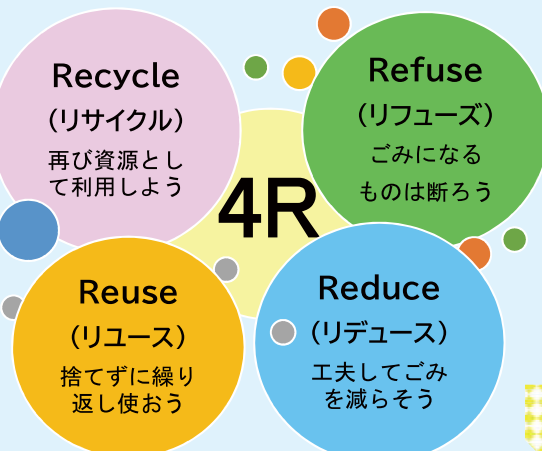 Recycle
（リサイクル）
再び資源とし
て利用しよう
Refuse
（リフューズ）
ごみになる
ものは断ろう
4R
Reuse
（リユース）
捨てずに繰り
返し使おう
Reduce
（リデュース）
工夫してごみ
を減らそう